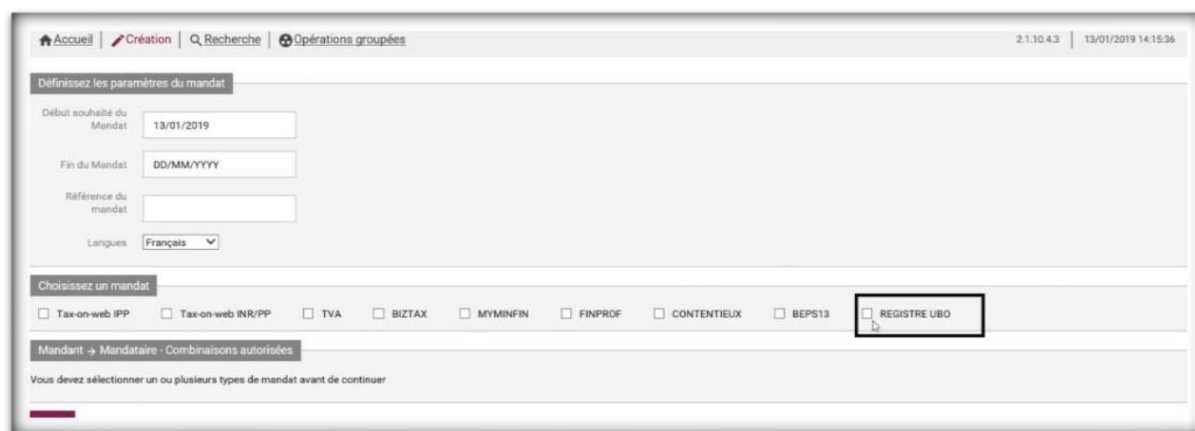 Accueil | Création | Recherche | Opérations groupées 2.1.10.4.3 | 13/01/2019 14:15:36
Définissez les paramètres du mandat
Début souhaité du
Mandat 13/01/2019
Fin du Mandat DD/MM/YYYY
Référence du
mandat
Langues Français
Choisissez un mandat
Tax-on-web IPP Tax-on-web INR/PP TVA BIZTAX MYMINFIN FINPROF CONTENTIEUX BEPS13 REGISTRE UBO
Mandant → Mandataire - Combinaisons autorisées
Vous devez sélectionner un ou plusieurs types de mandat avant de continuer